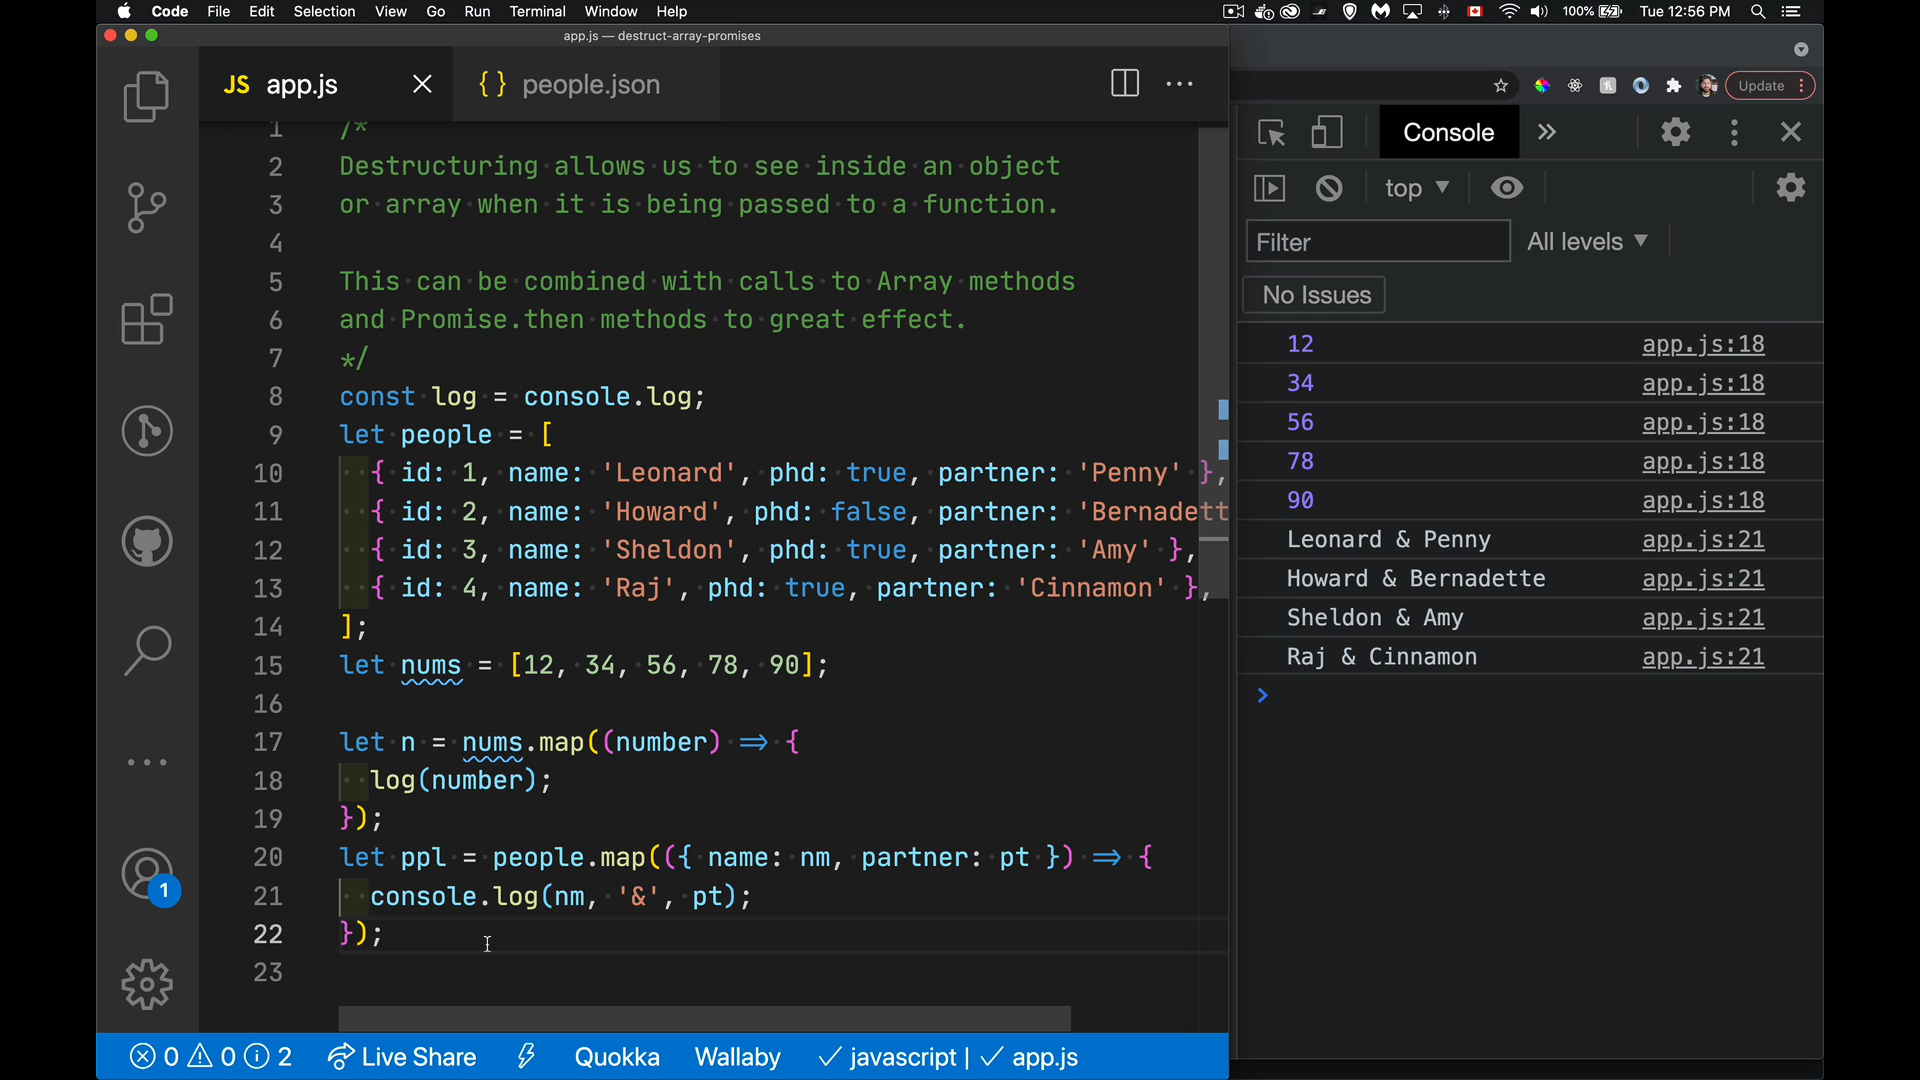 Code File Edit Selection View Go Run Terminal Window Help 100% Tue 12:56 PM
app.js — destruct-array-promises
JS app.js {} people.json
Update
Console
top
Filter All levels
No Issues
1 /*
2 Destructuring allows us to see inside an object
3 or array when it is being passed to a function.
4
5 This can be combined with calls to Array methods
6 and Promise.then methods to great effect.
7 */
8 const log = console.log;
9 let people = [
10 { id: 1, name: 'Leonard', phd: true, partner: 'Penny' },
11 { id: 2, name: 'Howard', phd: false, partner: 'Bernadett
12 { id: 3, name: 'Sheldon', phd: true, partner: 'Amy' },
13 { id: 4, name: 'Raj', phd: true, partner: 'Cinnamon' },
14 ];
15 let nums = [12, 34, 56, 78, 90];
16
17 let n = nums.map((number) => {
18 log(number);
19 });
20 let ppl = people.map(({ name: nm, partner: pt }) => {
21 console.log(nm, '&', pt);
22 });
23
12 app.js:18
34 app.js:18
56 app.js:18
78 app.js:18
90 app.js:18
Leonard & Penny app.js:21
Howard & Bernadette app.js:21
Sheldon & Amy app.js:21
Raj & Cinnamon app.js:21
>
1
0 0 2 Live Share Quokka Wallaby javascript | app.js